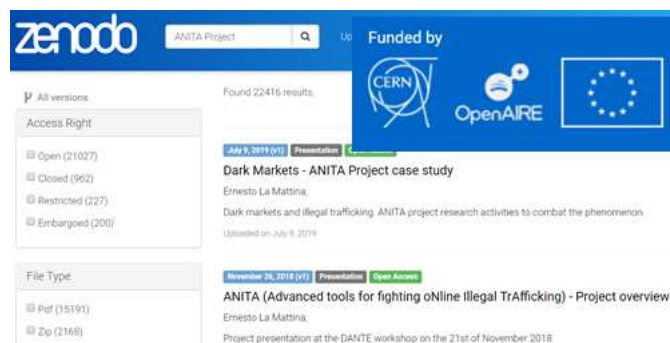 zenodo
ANITA Project
Up
Funded by
CERN
OpenAIRE
All versions
Found 22416 results.
Access Right
Open (21027)
Closed (962)
Restricted (227)
Embargoed (200)
July 9, 2019 (v1) Presentation
Dark Markets - ANITA Project case study
Ernesto La Mattina;
Dark markets and illegal trafficking. ANITA project research activities to combat the phenomenon.
Uploaded on July 9, 2019
File Type
Pdf (15191)
Zip (2168)
November 26, 2018 (v1) Presentation Open Access
ANITA (Advanced tools for fighting oNline Illegal TrAfficking) - Project overview
Ernesto La Mattina;
Project presentation at the DANTE workshop on the 21st of November 2018